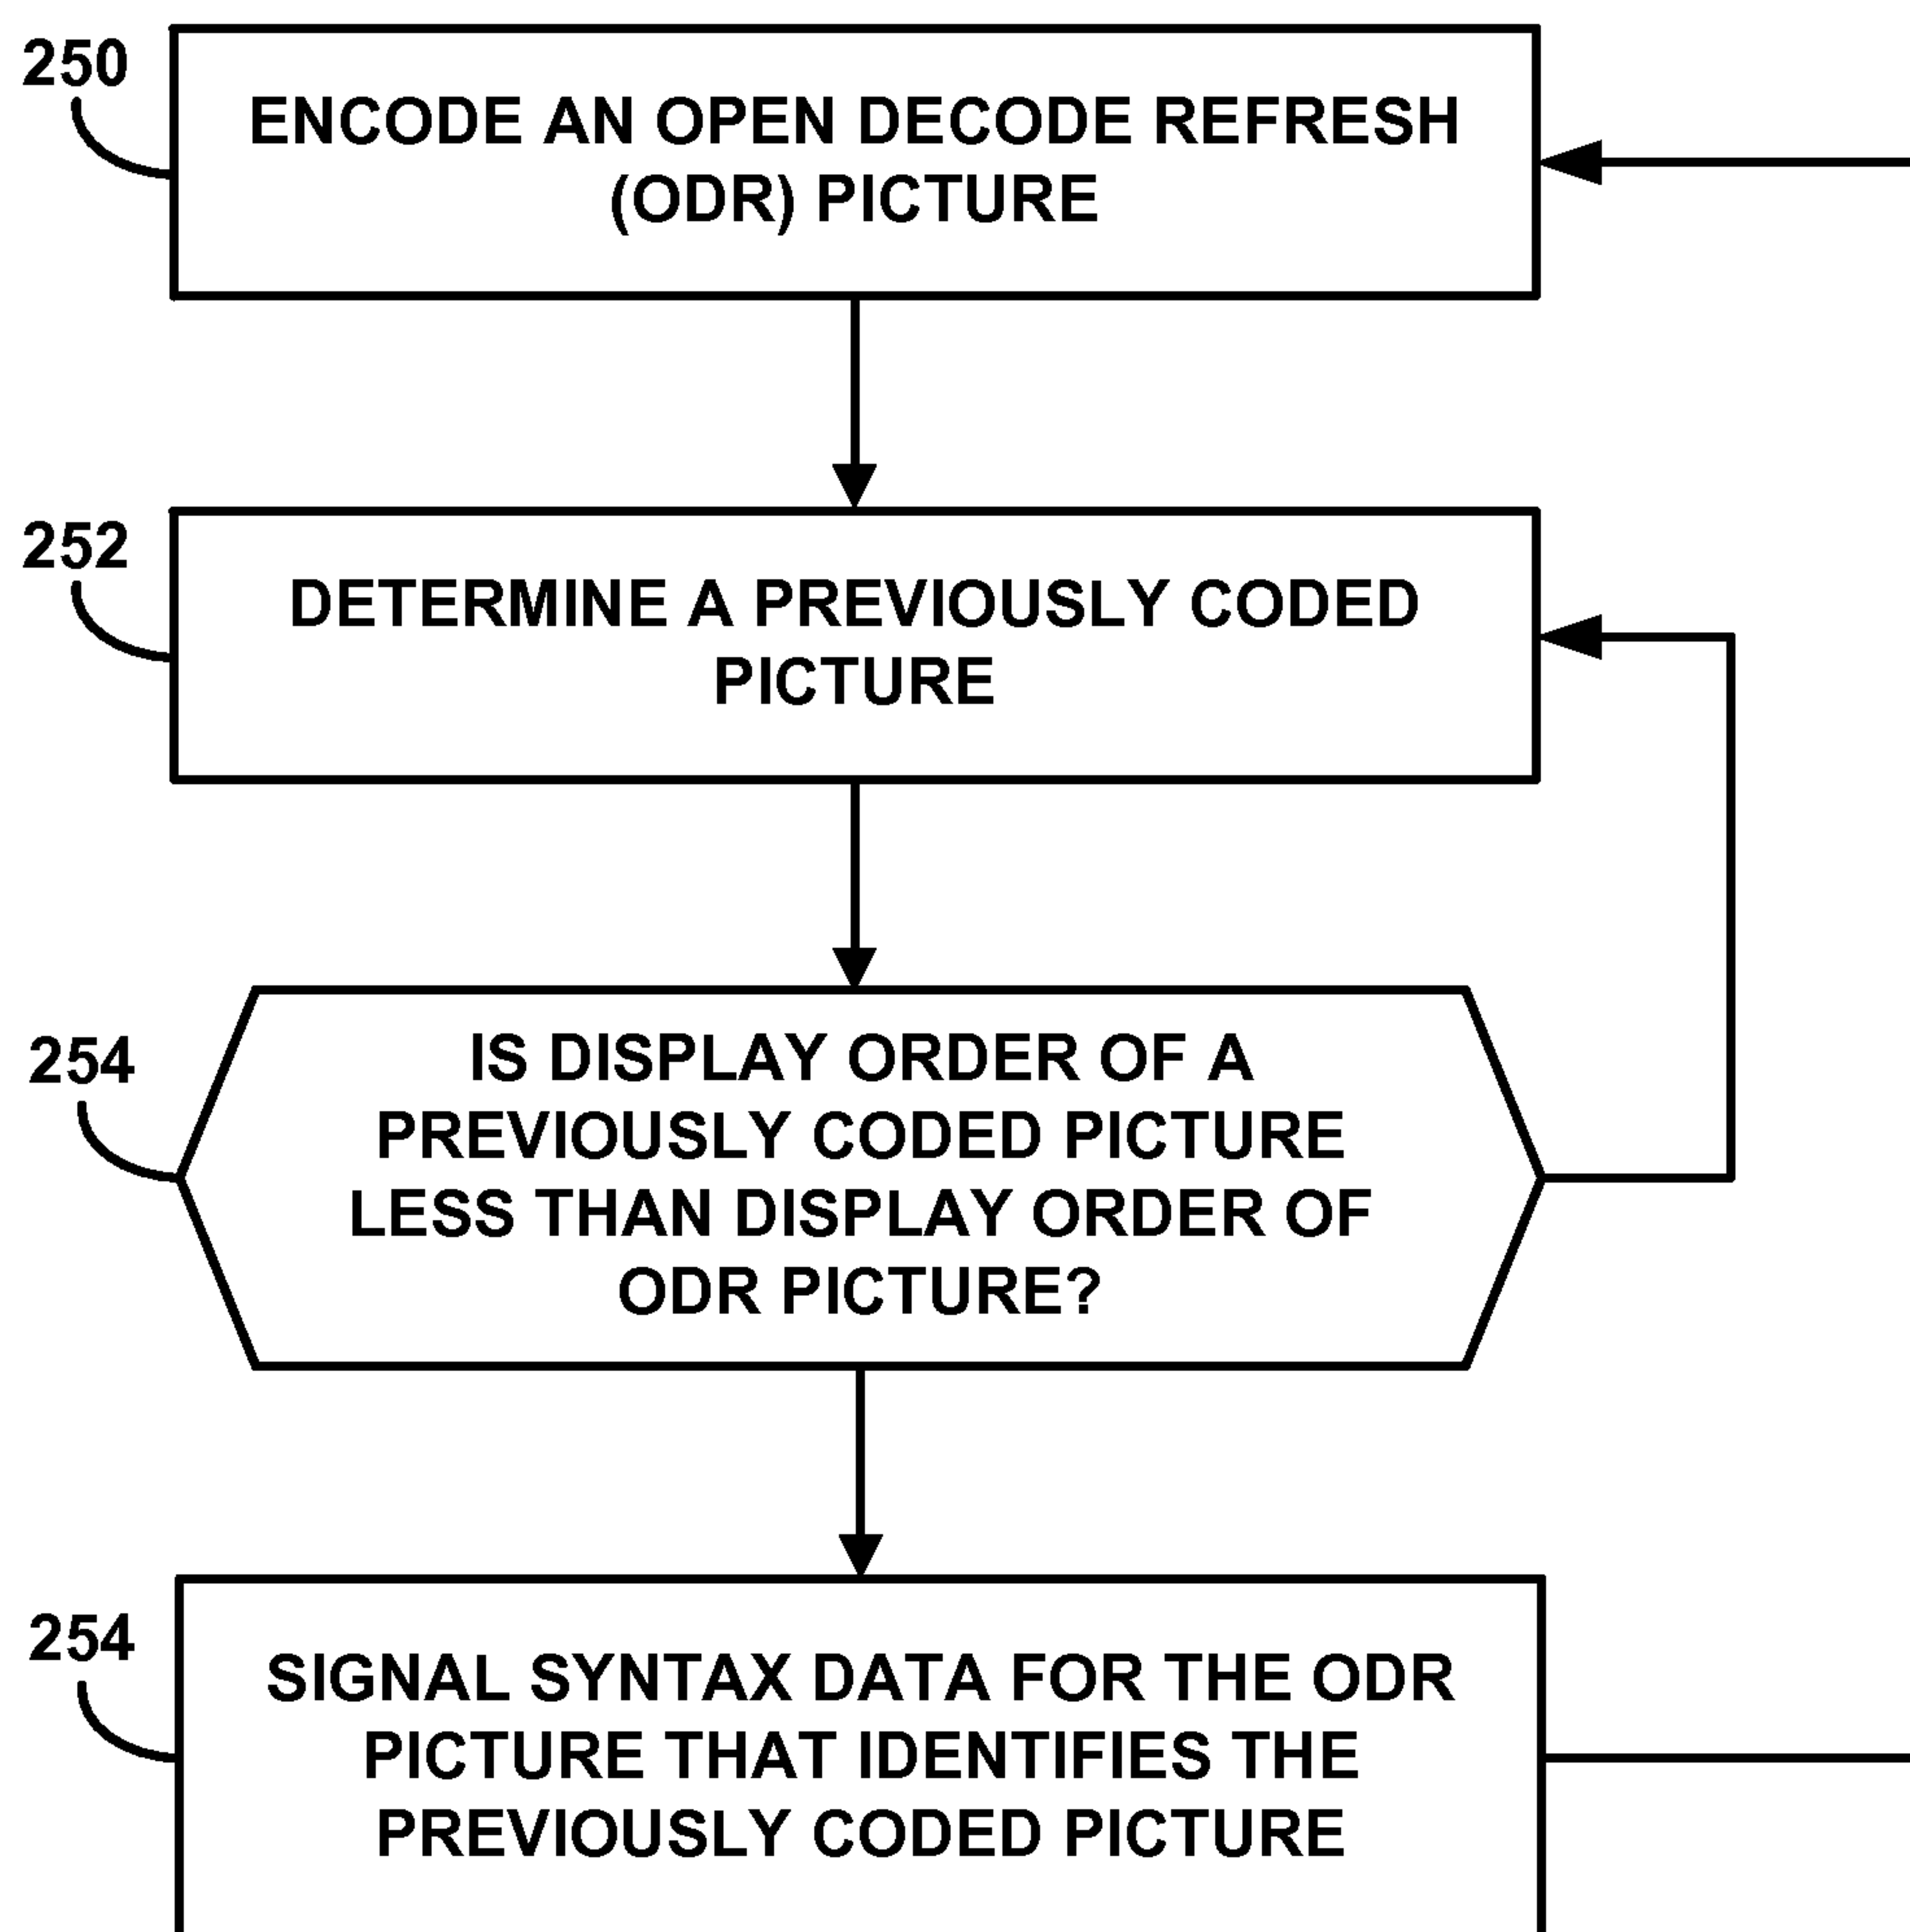 250
ENCODE AN OPEN DECODE REFRESH
(ODR) PICTURE
252
DETERMINE A PREVIOUSLY CODED
PICTURE
254
IS DISPLAY ORDER OF A
PREVIOUSLY CODED PICTURE
LESS THAN DISPLAY ORDER OF
ODR PICTURE?
254
SIGNAL SYNTAX DATA FOR THE ODR
PICTURE THAT IDENTIFIES THE
PREVIOUSLY CODED PICTURE